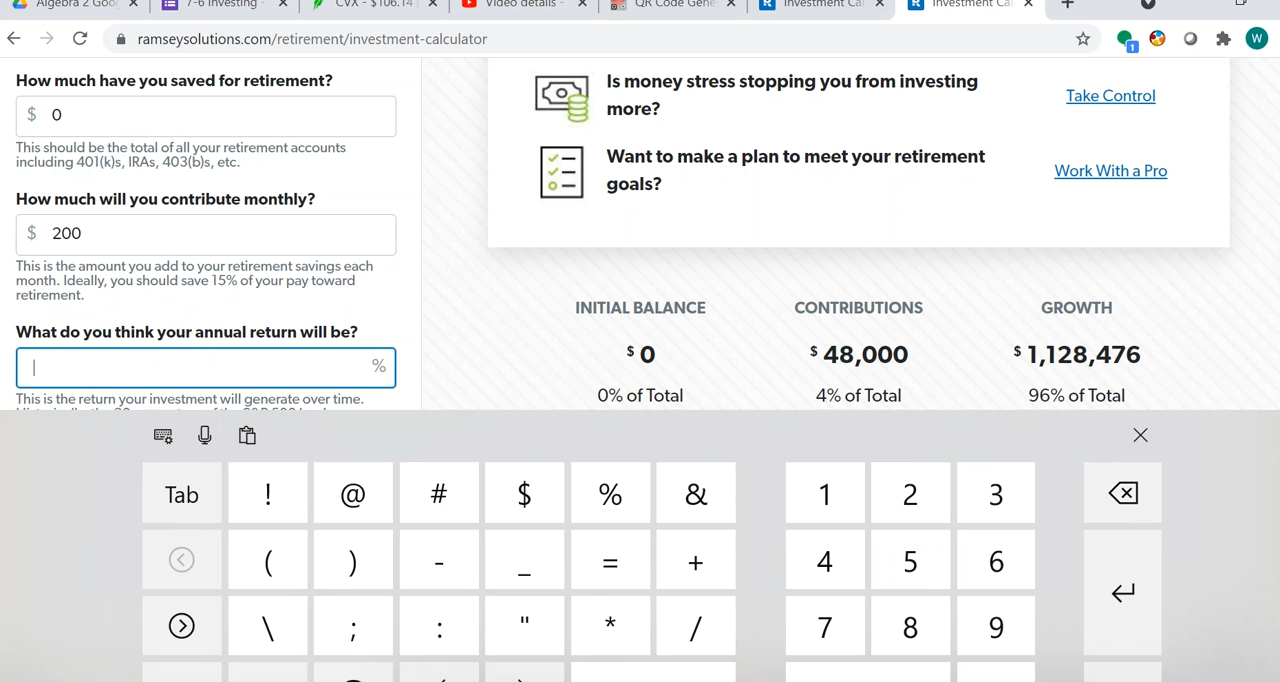 Algebra 2 Goo
7-6 Investing -
CVX - $106.14
Video details -
QR Code Gene
Investment Cal
Investment Cal
ramseysolutions.com/retirement/investment-calculator
1
W
How much have you saved for retirement?
$ 0
This should be the total of all your retirement accounts
including 401(k)s, IRAs, 403(b)s, etc.
How much will you contribute monthly?
$ 200
This is the amount you add to your retirement savings each
month. Ideally, you should save 15% of your pay toward
retirement.
What do you think your annual return will be?
%
This is the return your investment will generate over time.
Is money stress stopping you from investing
more?
Take Control
Want to make a plan to meet your retirement
goals?
Work With a Pro
INITIAL BALANCE CONTRIBUTIONS GROWTH
$ 0 $ 48,000 $ 1,128,476
0% of Total 4% of Total 96% of Total
Tab ! @ # $ % & 1 2 3
( ) - _ = + 4 5 6
\ ; : " * / 7 8 9